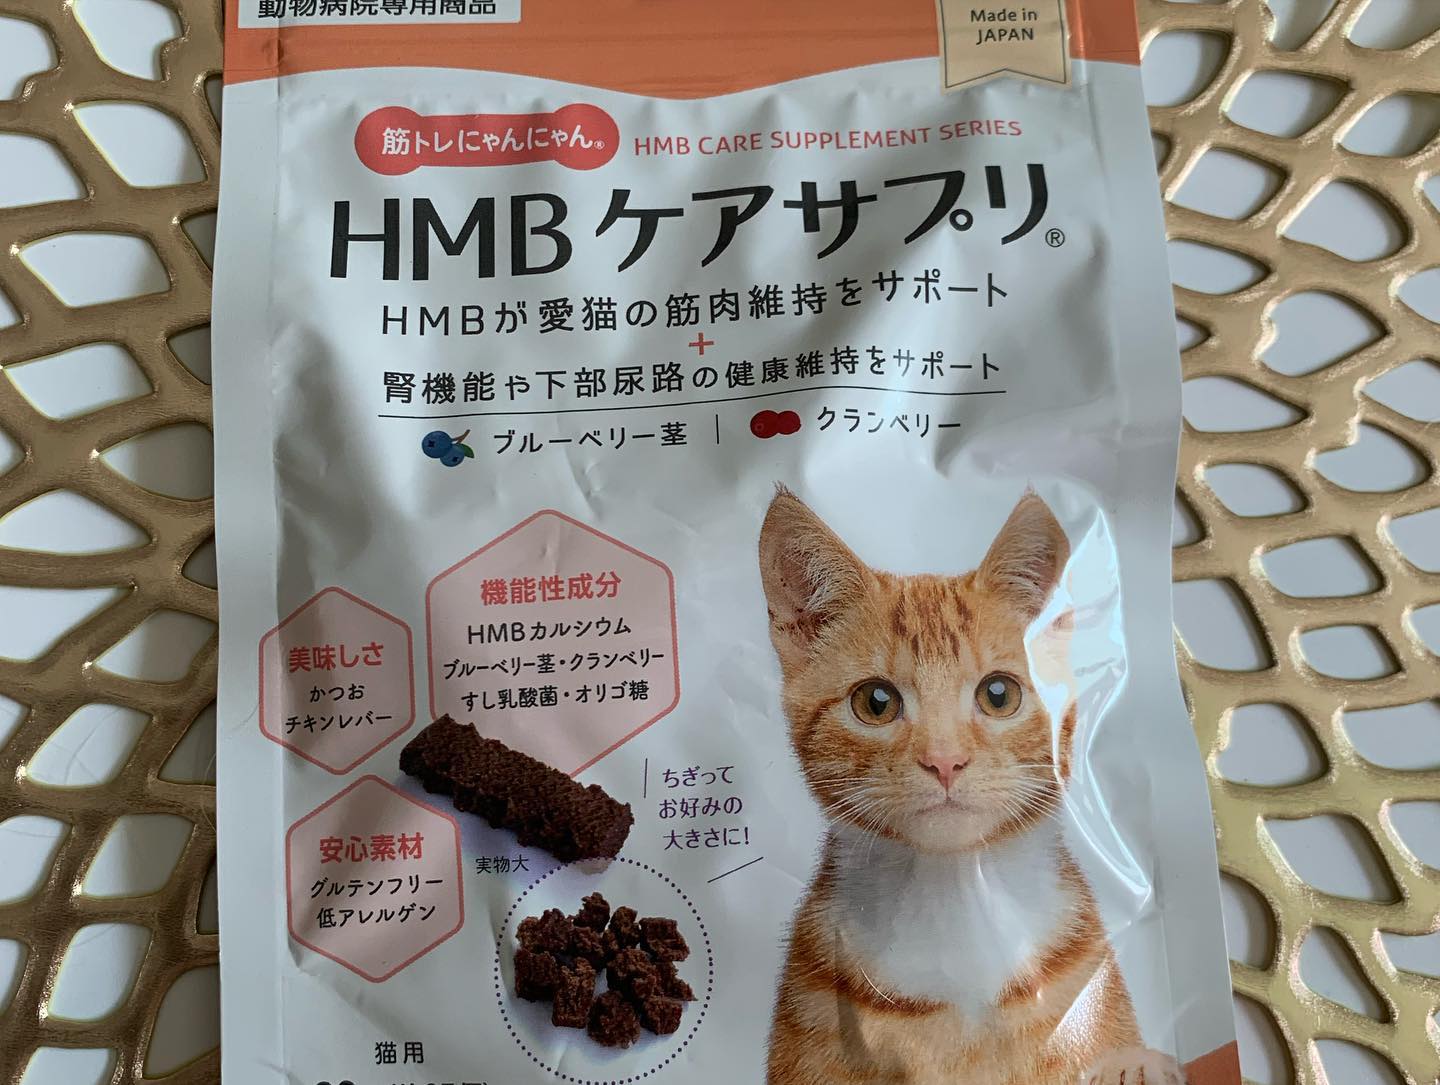 動物病院専用商品
Made in
JAPAN
筋トレにゃんにゃん®
HMB CARE SUPPLEMENT SERIES
HMBケアサプリ®
HMBが愛猫の筋肉維持をサポート
+
腎機能や下部尿路の健康維持をサポート
ブルーベリー茎 | クランベリー
機能性成分
HMBカルシウム
ブルーベリー茎・クランベリー
すし乳酸菌・オリゴ糖
美味しさ
かつお
チキンレバー
ちぎって
お好みの
大きさに!
安心素材
グルテンフリー
低アレルゲン
実物大
猫用